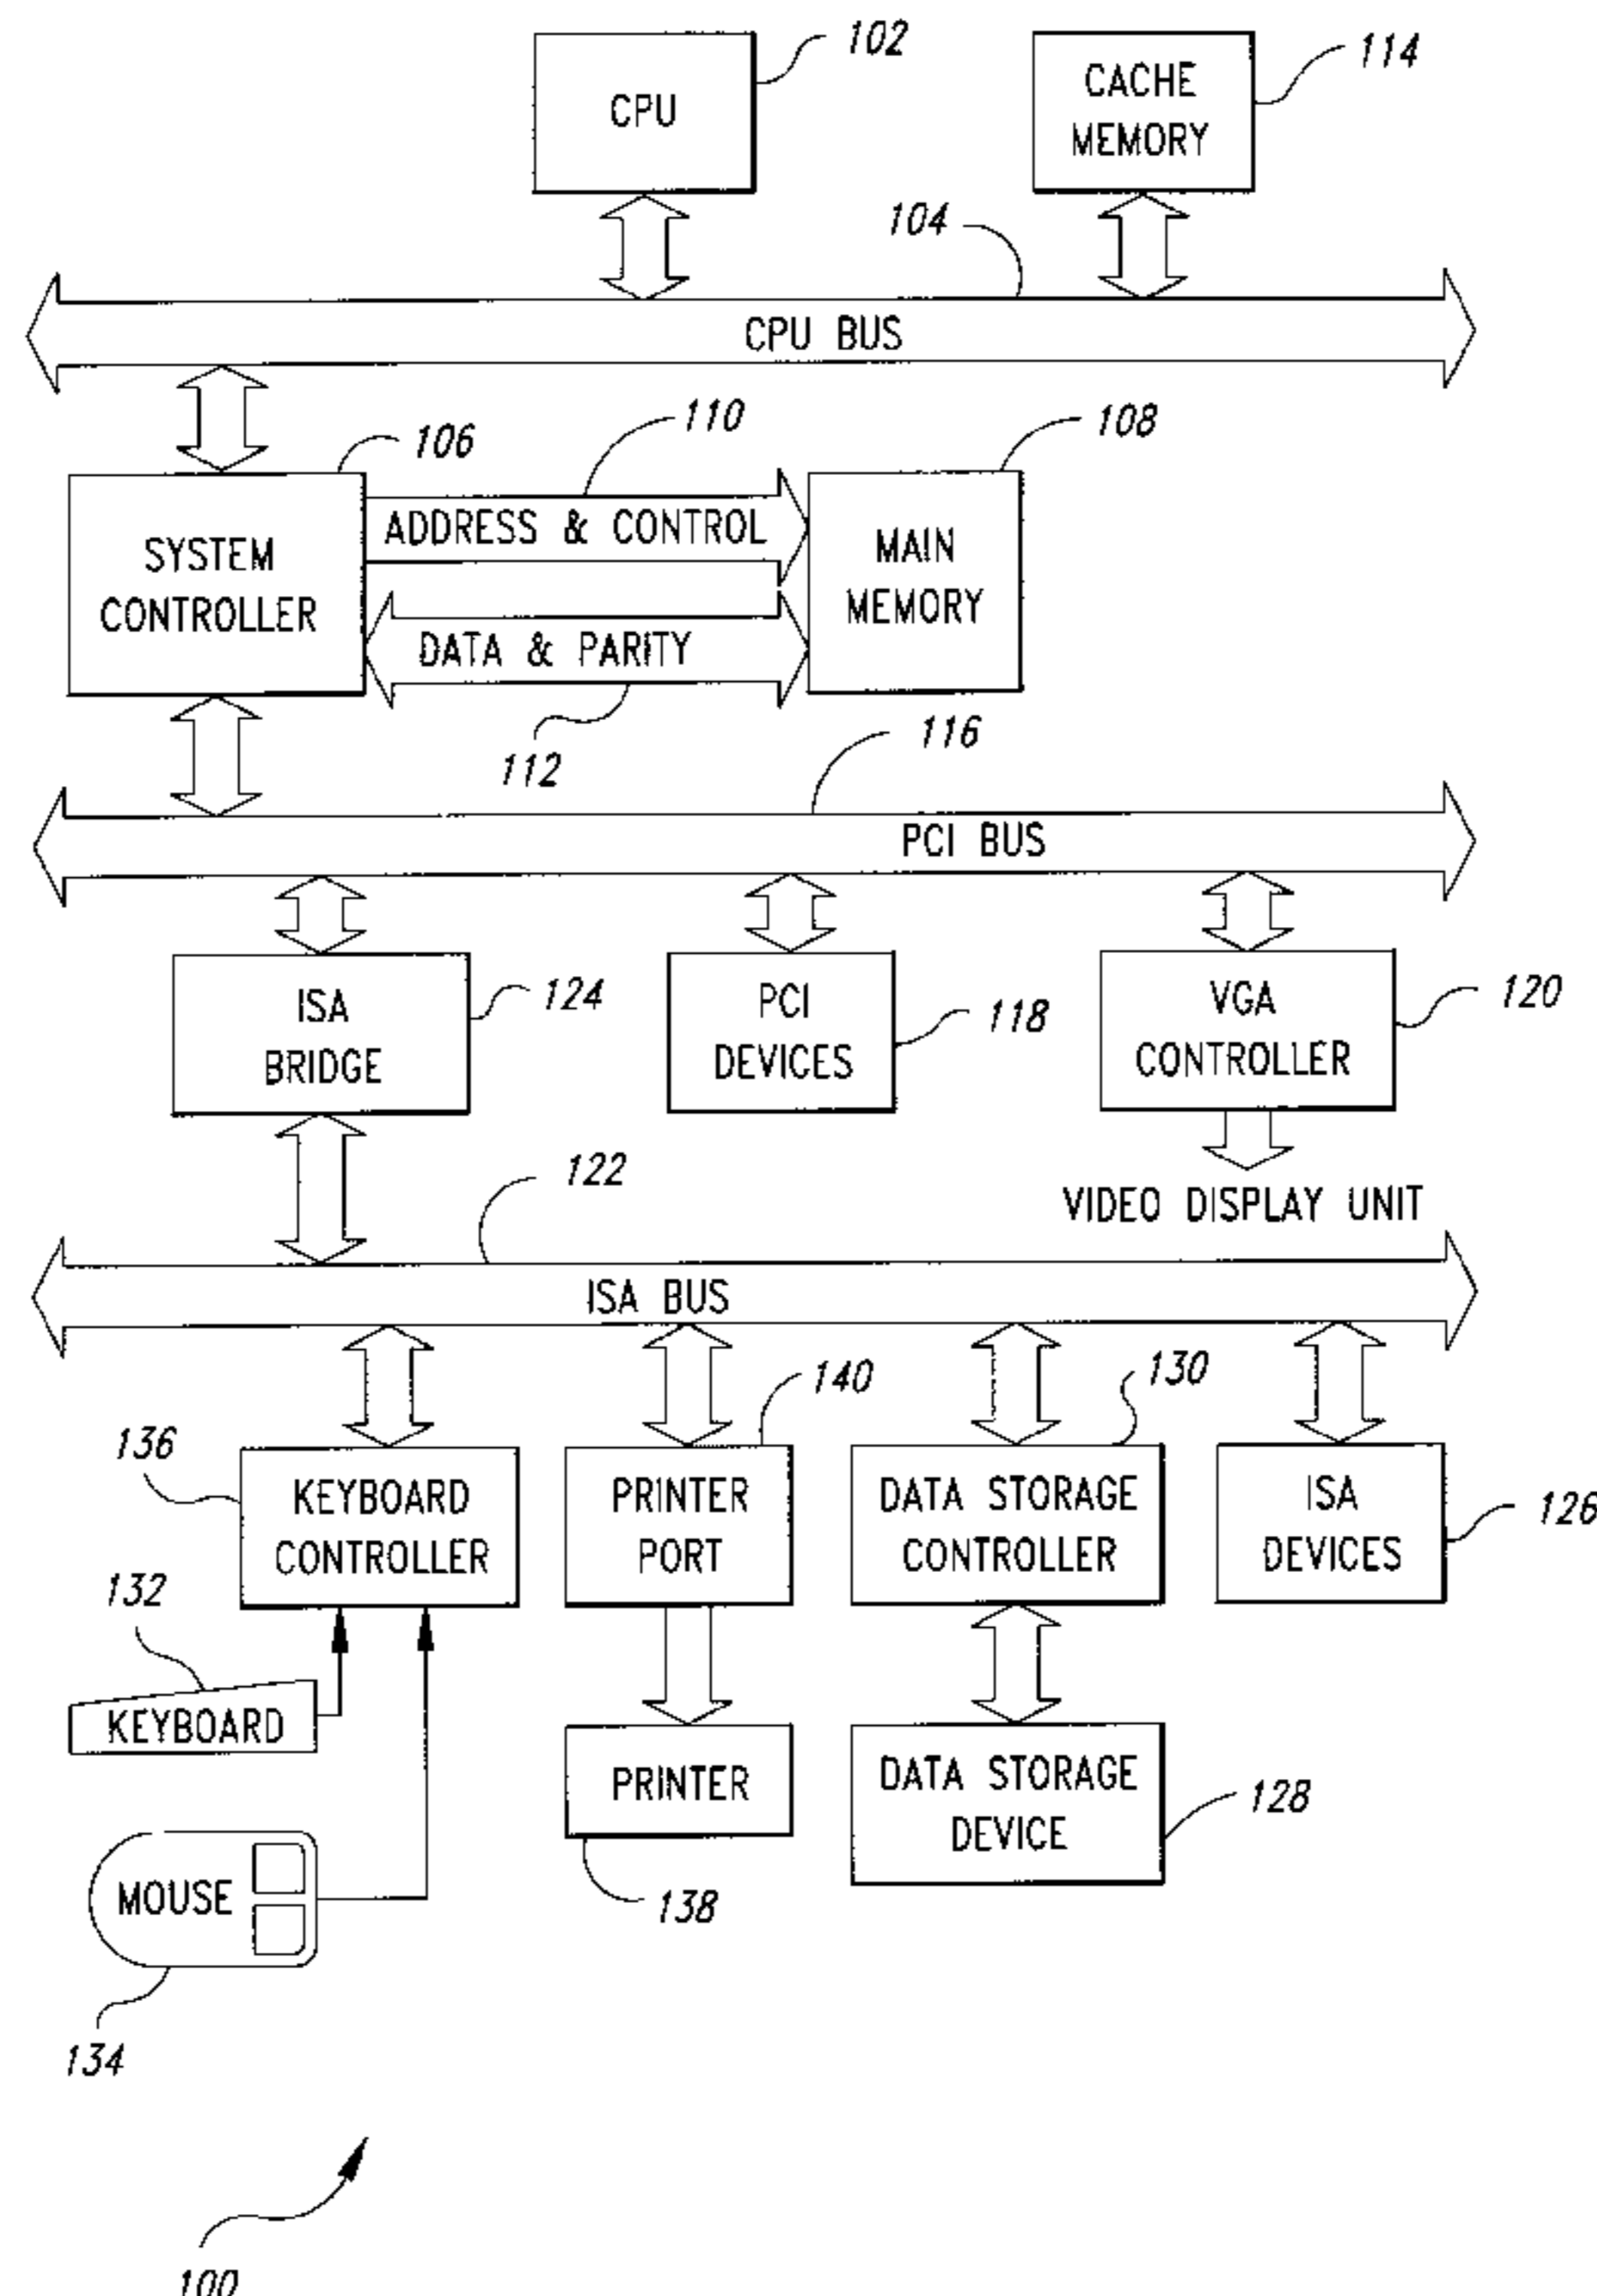 102
CPU
114
CACHE
MEMORY
104
CPU BUS
110
108
106
ADDRESS & CONTROL
SYSTEM
CONTROLLER
MAIN
MEMORY
DATA & PARITY
112
116
PCI BUS
124
ISA
BRIDGE
PCI
DEVICES
118
VGA
CONTROLLER
120
122
VIDEO DISPLAY UNIT
ISA BUS
140
130
136
KEYBOARD
CONTROLLER
PRINTER
PORT
DATA STORAGE
CONTROLLER
ISA
DEVICES
126
132
KEYBOARD
PRINTER
DATA STORAGE
DEVICE
128
138
MOUSE
134
100